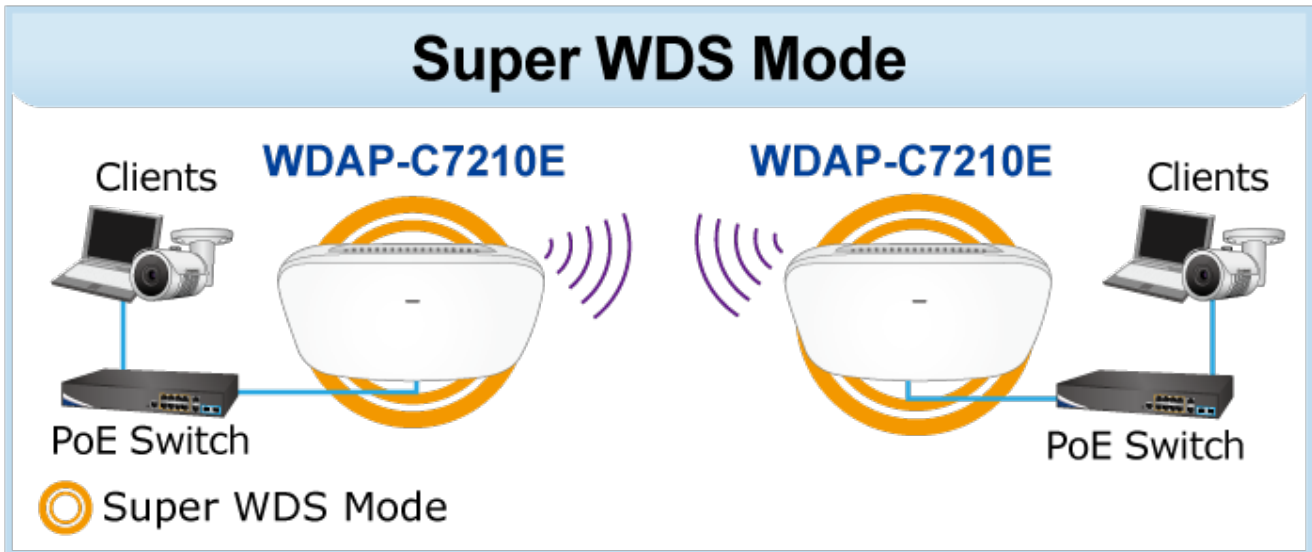 Super WDS Mode
Clients
WDAP-C7210E
WDAP-C7210E
Clients
PoE Switch
PoE Switch
Super WDS Mode